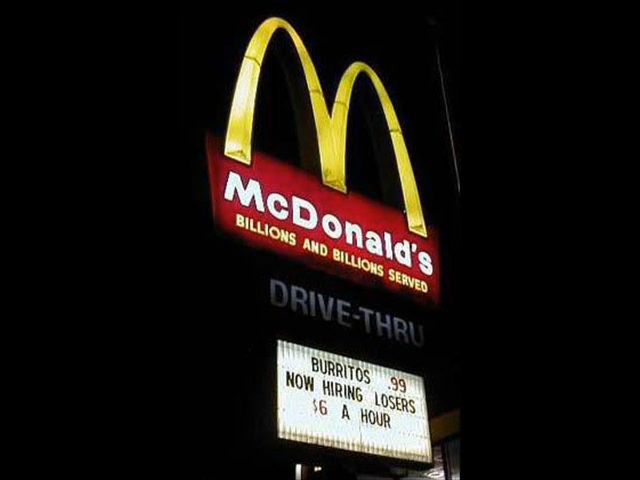 McDonald's
BILLIONS AND BILLIONS SERVED
DRIVE-THRU
BURRITOS .99
NOW HIRING LOSERS
$6 A HOUR